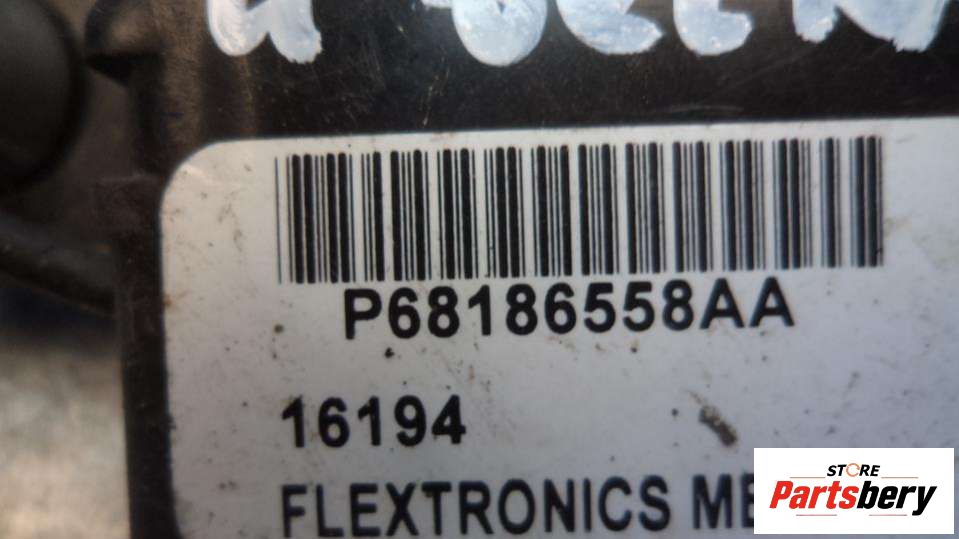 P68186558AA
16194
FLEXTRONICS
STORE
Partsbery